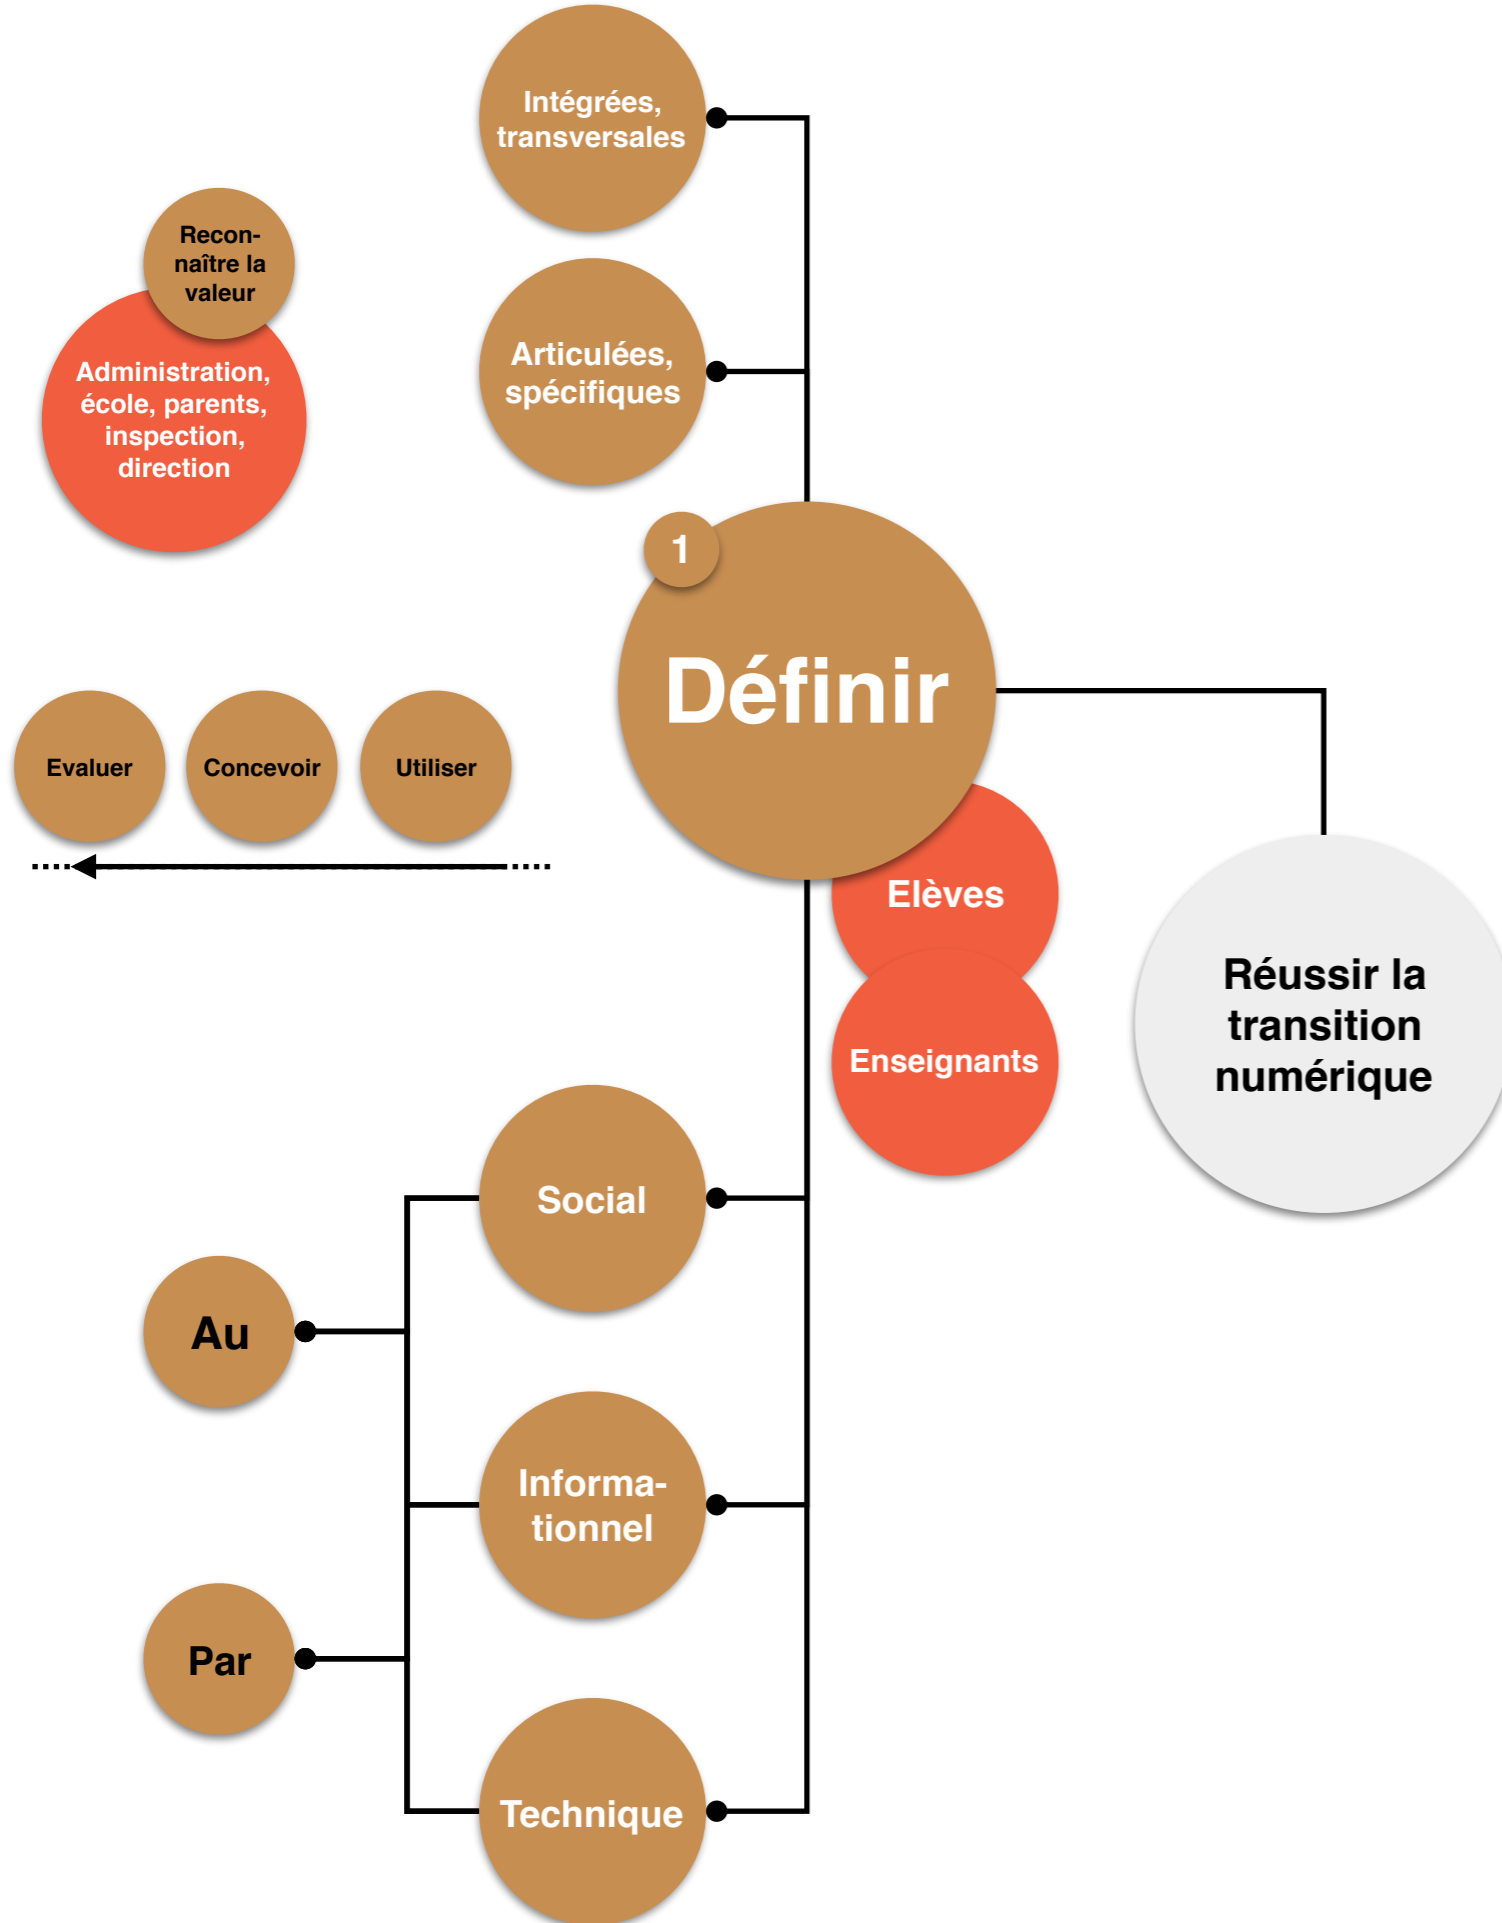 Intégrées,
transversales
Recon-
naître la
valeur
Administration,
école, parents,
inspection,
direction
Articulées,
spécifiques
1
Définir
Evaluer
Concevoir
Utiliser
Elèves
Enseignants
Réussir la
transition
numérique
Social
Au
Informa-
tionnel
Par
Technique